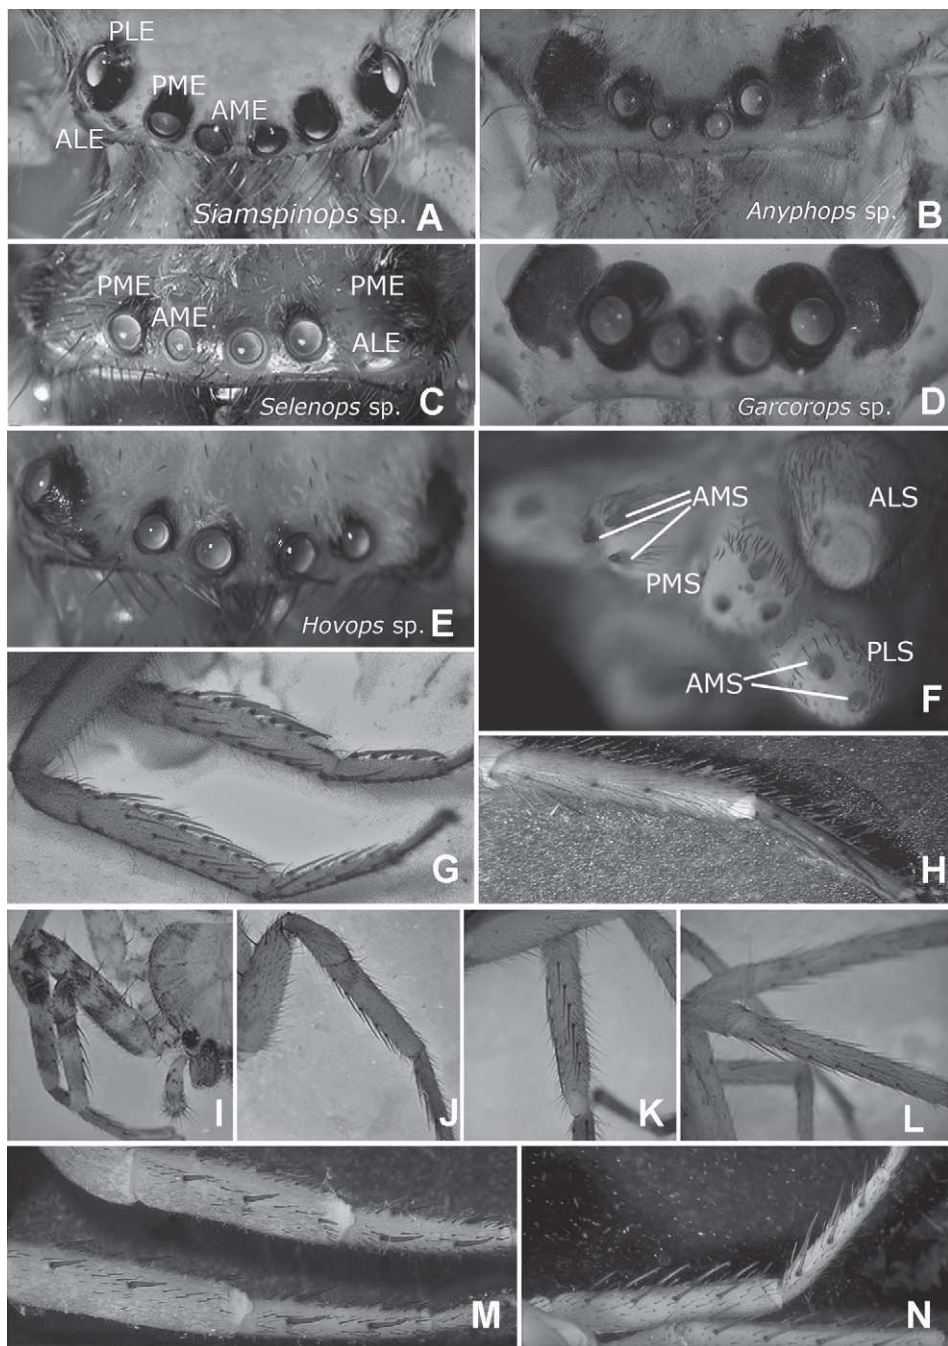 PLE
PME
AME
ALE
Siamspinops sp. A
Anyphops sp. B
PME
PME
AME
ALE
Selenops sp. C
Garcorops sp. D
Hovops sp. E
AMS
ALS
PMS
PLS
AMS
F
G
H
I
J
K
L
M
N